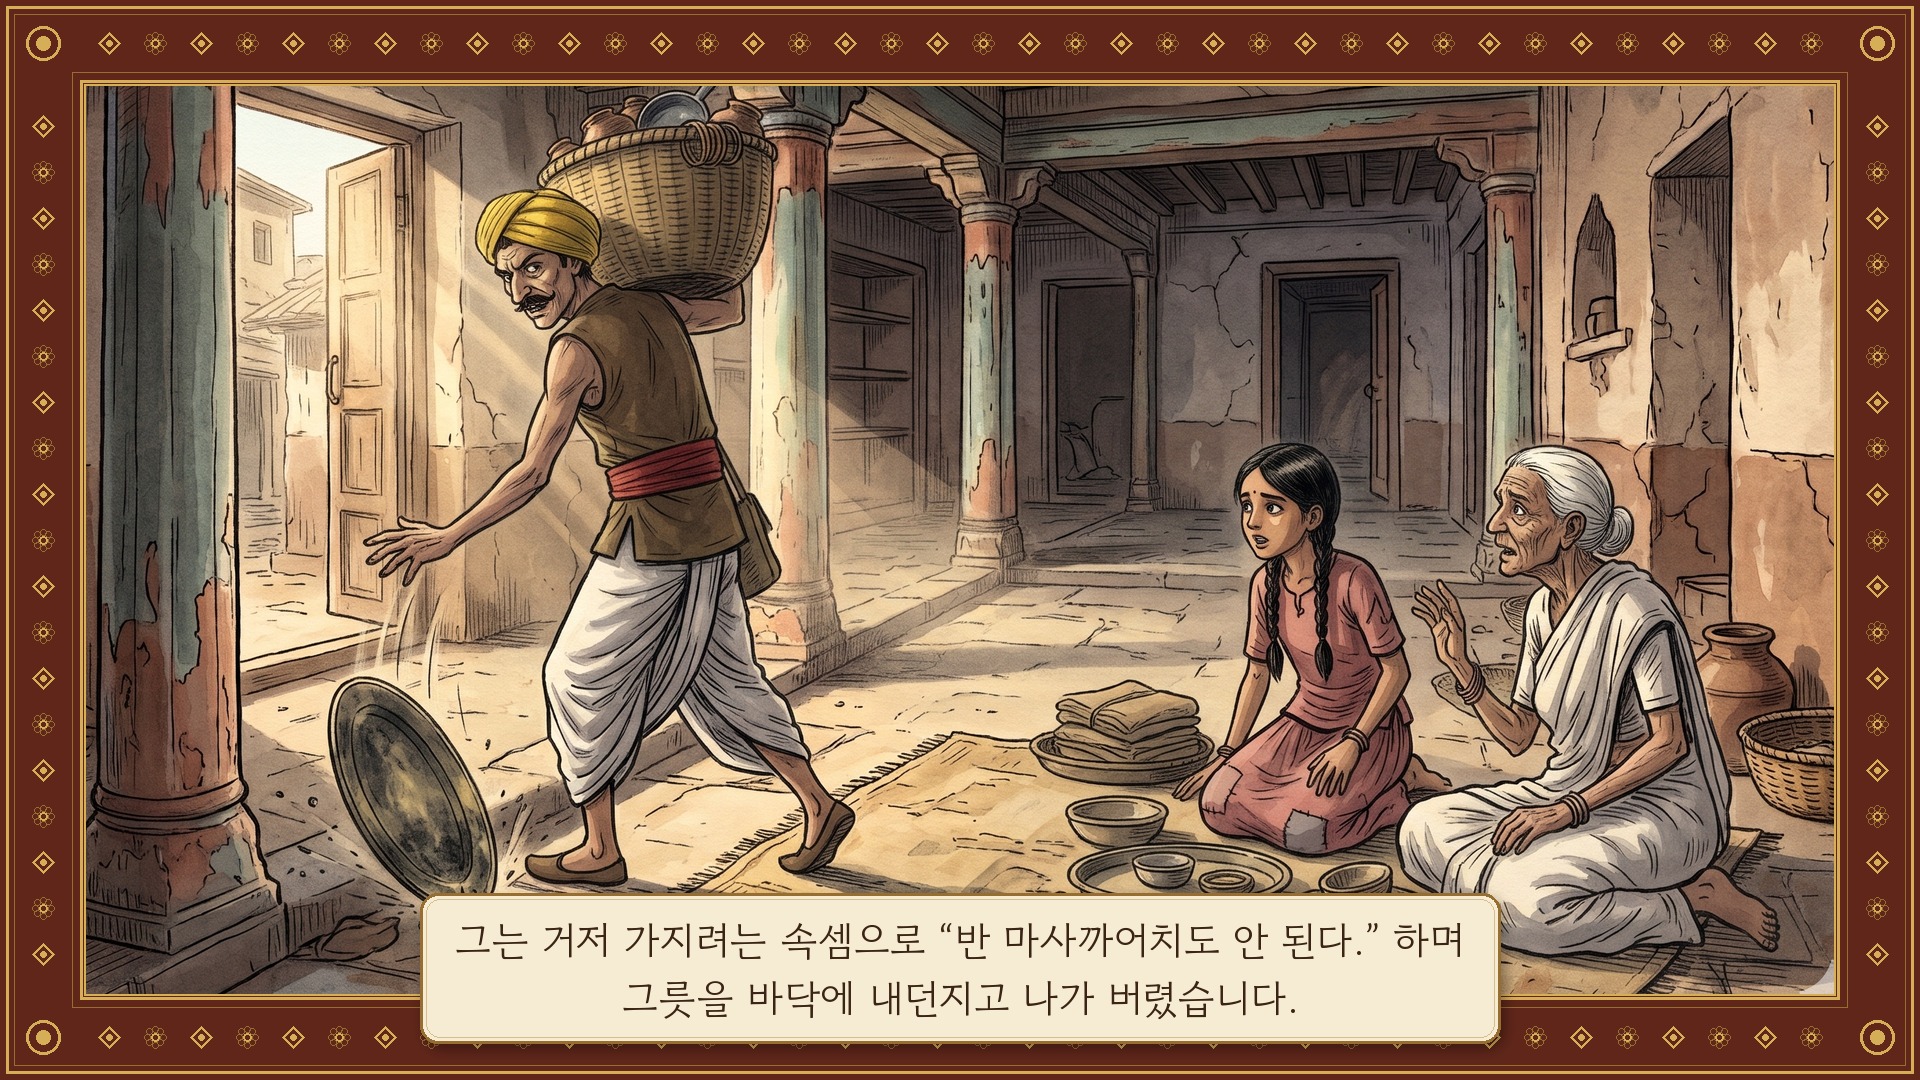 그는 거저 가지려는 속셈으로 “반 마사까어치도 안 된다.” 하며
그릇을 바닥에 내던지고 나가 버렸습니다.